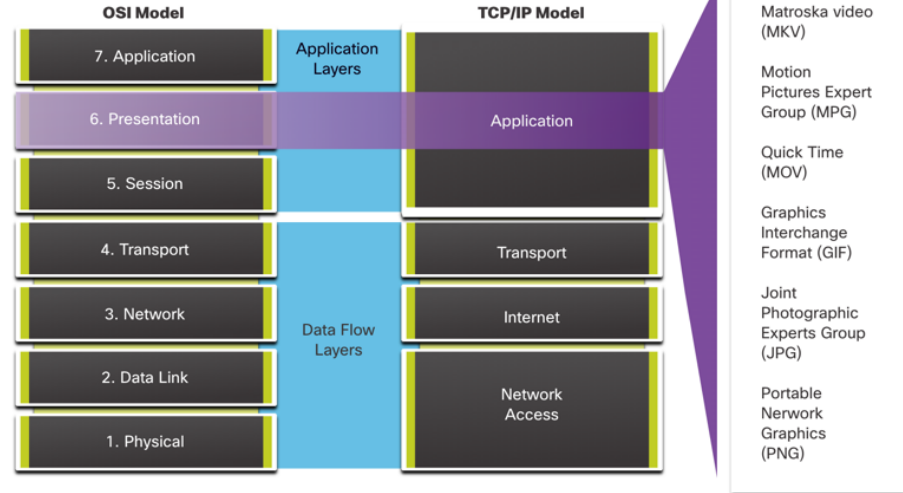 OSI Model
TCP/IP Model
7. Application
6. Presentation
5. Session
4. Transport
3. Network
2. Data Link
1. Physical
Application
Layers
Data Flow
Layers
Application
Transport
Internet
Network
Access
Matroska video
(MKV)
Motion
Pictures Expert
Group (MPG)
Quick Time
(MOV)
Graphics
Interchange
Format (GIF)
Joint
Photographic
Experts Group
(JPG)
Portable
Nerwork
Graphics
(PNG)